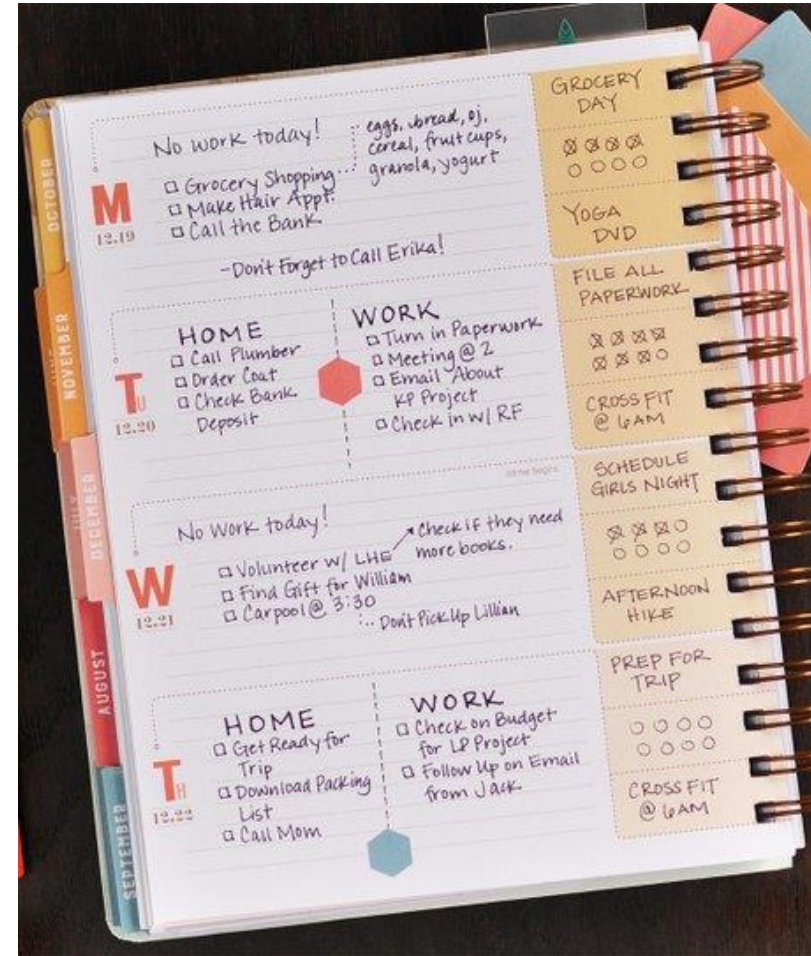 OCTOBER
NOVEMBER
JULY
DECEMBER
AUGUST
SEPTEMBER
M
12.19
No work today!
□ Grocery Shopping
eggs, bread, oj,
cereal, fruit cups,
granola, yogurt
□ Make Hair Appt.
□ Call the Bank
-Don't Forget to Call Erika!
GROCERY
DAY
YOGA
DVD
TU
12.20
HOME
□ Call Plumber
□ Order Coat
□ Check Bank
Deposit
WORK
□ Turn in Paperwork
□ Meeting @ 2
□ Email About
KP Project
□ Check in w/ RF
FILE ALL
PAPERWORK
CROSS FIT
@ 6AM
Winter Begins
W
12.21
No Work today!
□ Volunteer w/ LHE
Check if they need
more books.
□ Find Gift for William
□ Carpool @ 3:30
Don't Pick Up Lillian
SCHEDULE
GIRLS NIGHT
AFTERNOON
HIKE
TH
12.22
HOME
□ Get Ready for
Trip
□ Download Packing
List
□ Call Mom
WORK
□ Check on Budget
for LP Project
□ Follow Up on Email
from Jack
PREP FOR
TRIP
CROSS FIT
@ 6AM